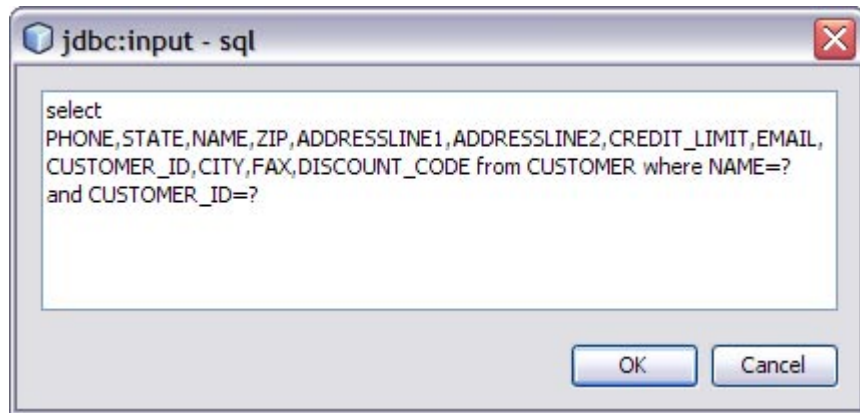 jdbc:input - sql
select
PHONE,STATE,NAME,ZIP,ADDRESSLINE1,ADDRESSLINE2,CREDIT_LIMIT,EMAIL,
CUSTOMER_ID,CITY,FAX,DISCOUNT_CODE from CUSTOMER where NAME=?
and CUSTOMER_ID=?
OK Cancel